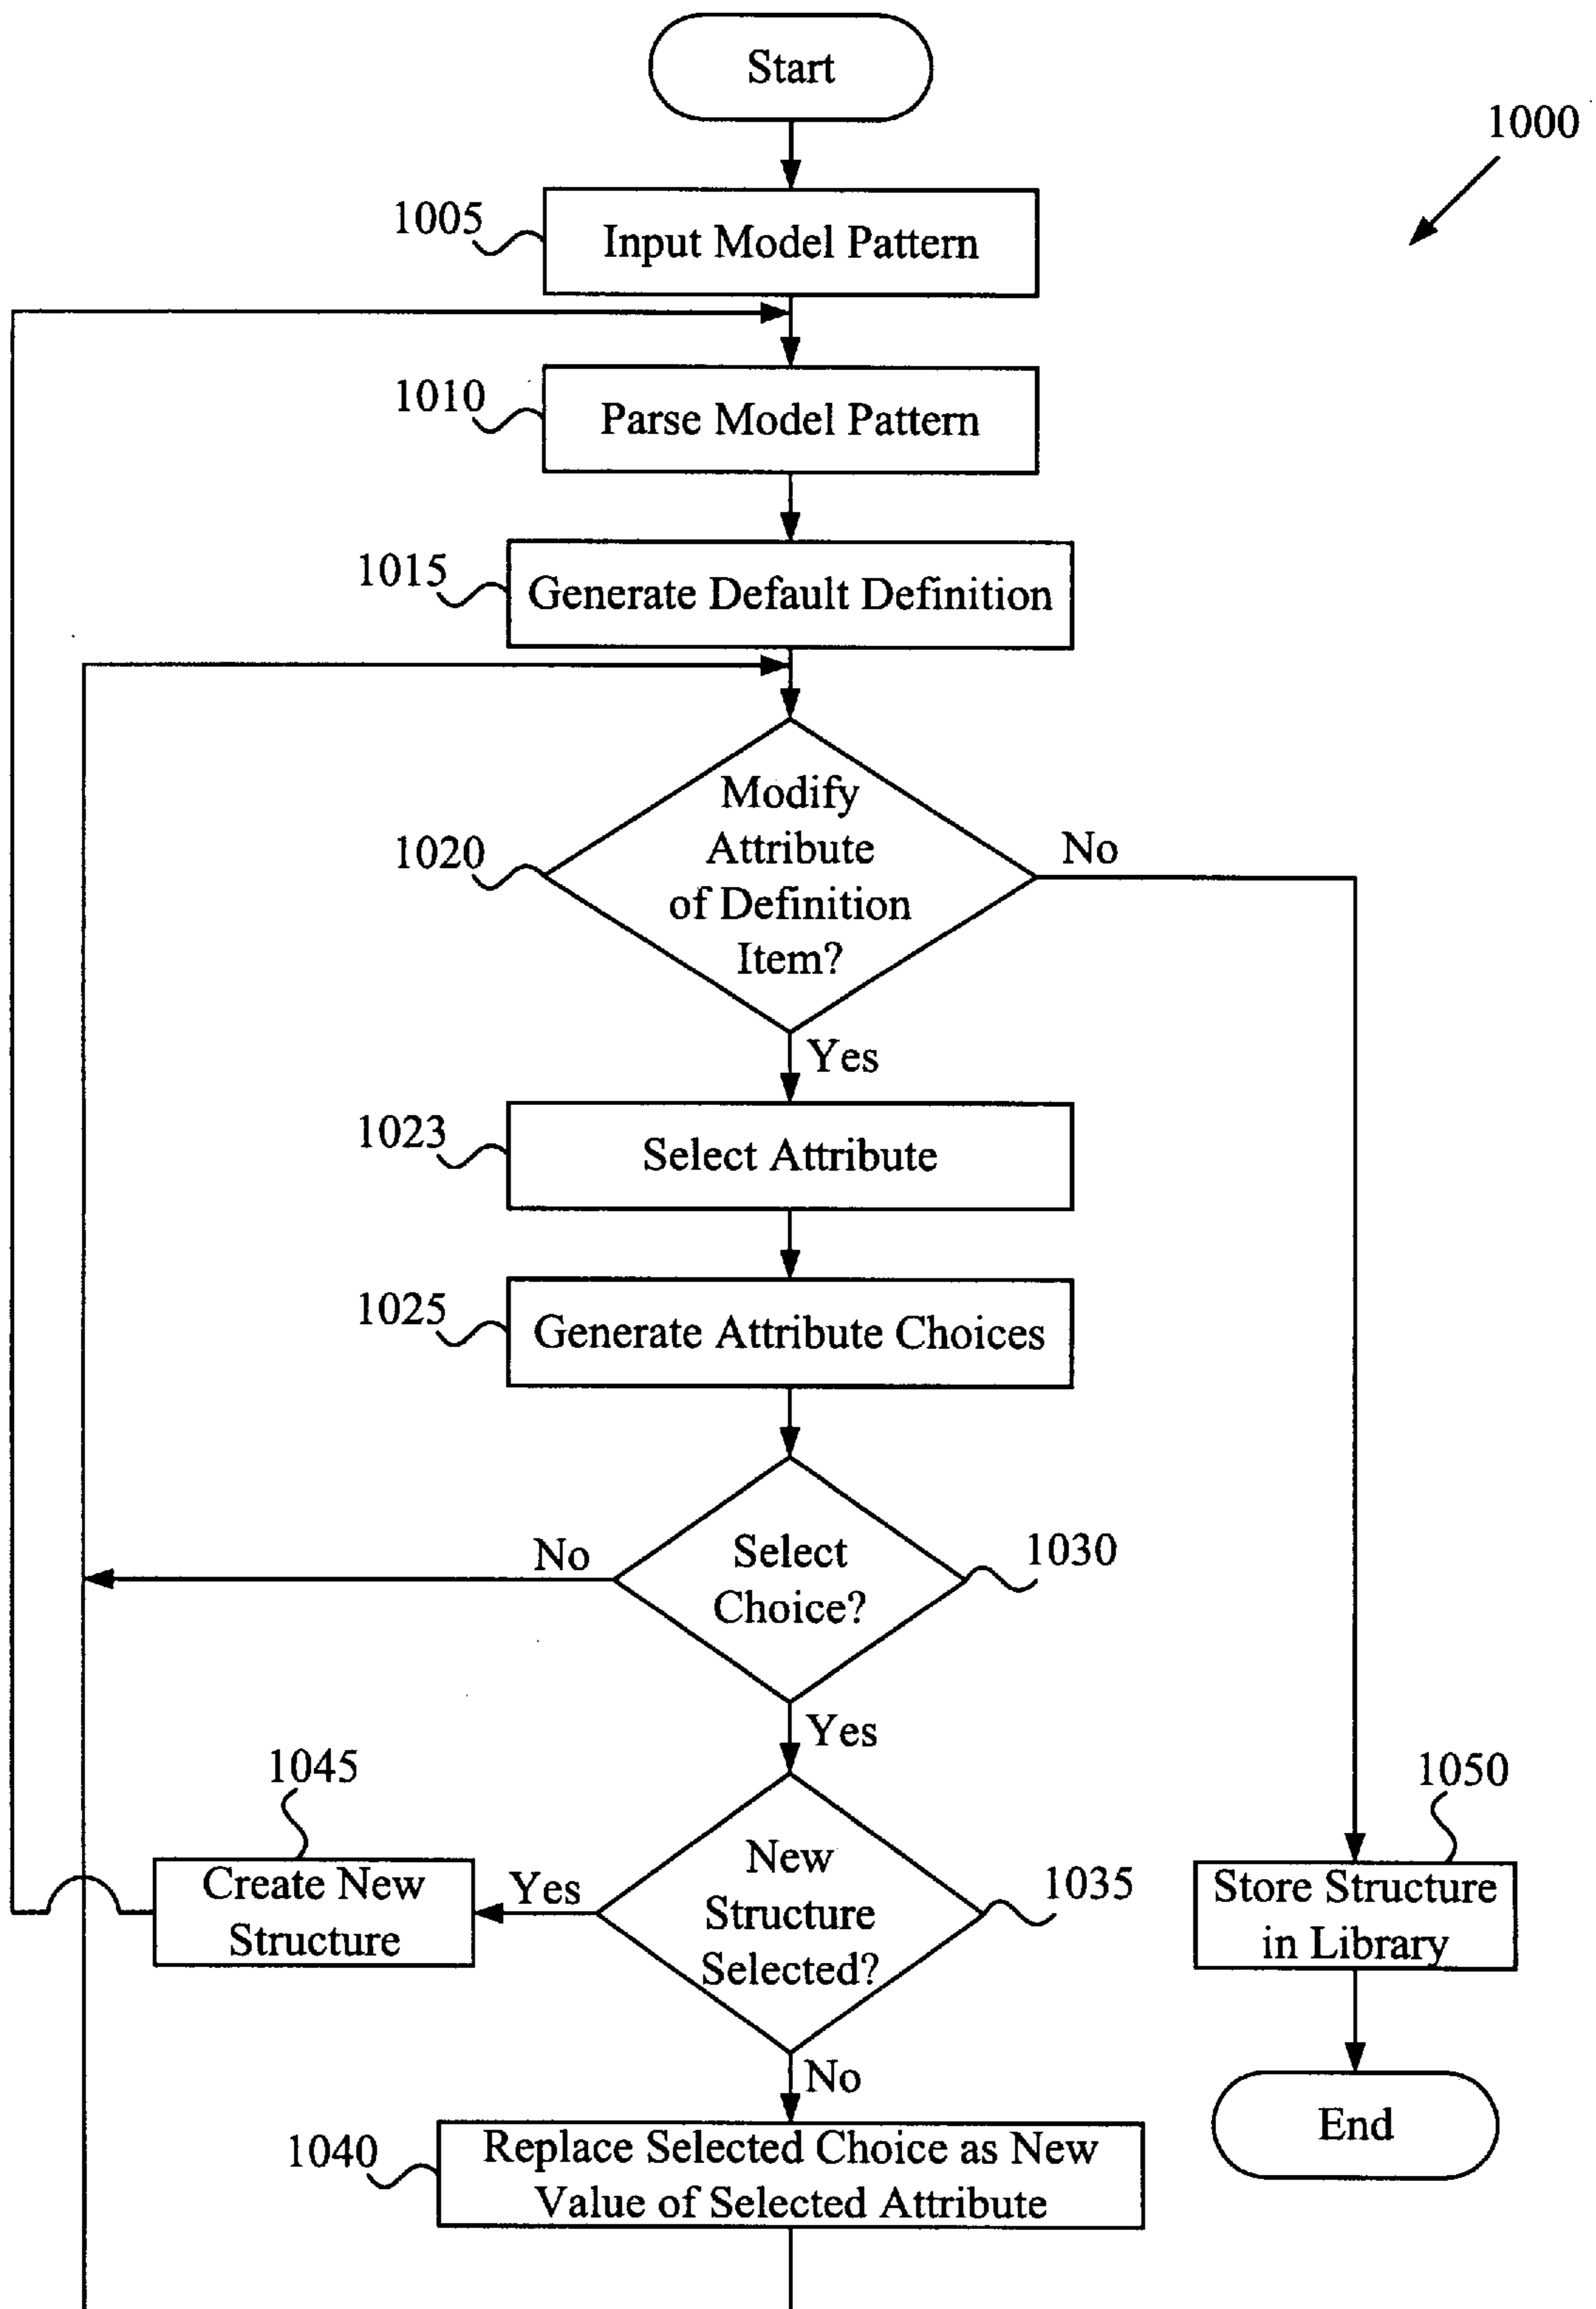 Start
1000
1005
Input Model Pattern
1010
Parse Model Pattern
1015
Generate Default Definition
Modify
Attribute
of Definition
Item?
1020
No
Yes
1023
Select Attribute
1025
Generate Attribute Choices
Select
Choice?
1030
No
Yes
1045
Create New
Structure
Yes
New
Structure
Selected?
1035
1050
Store Structure
in Library
No
End
1040
Replace Selected Choice as New
Value of Selected Attribute